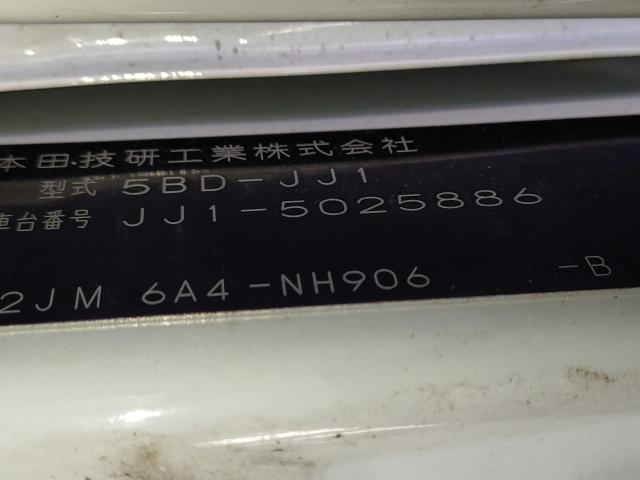 本田技研工業株式会社
型式 5BD-JJ1
車台番号 JJ1-5025886
2JM 6A4-NH906 -B